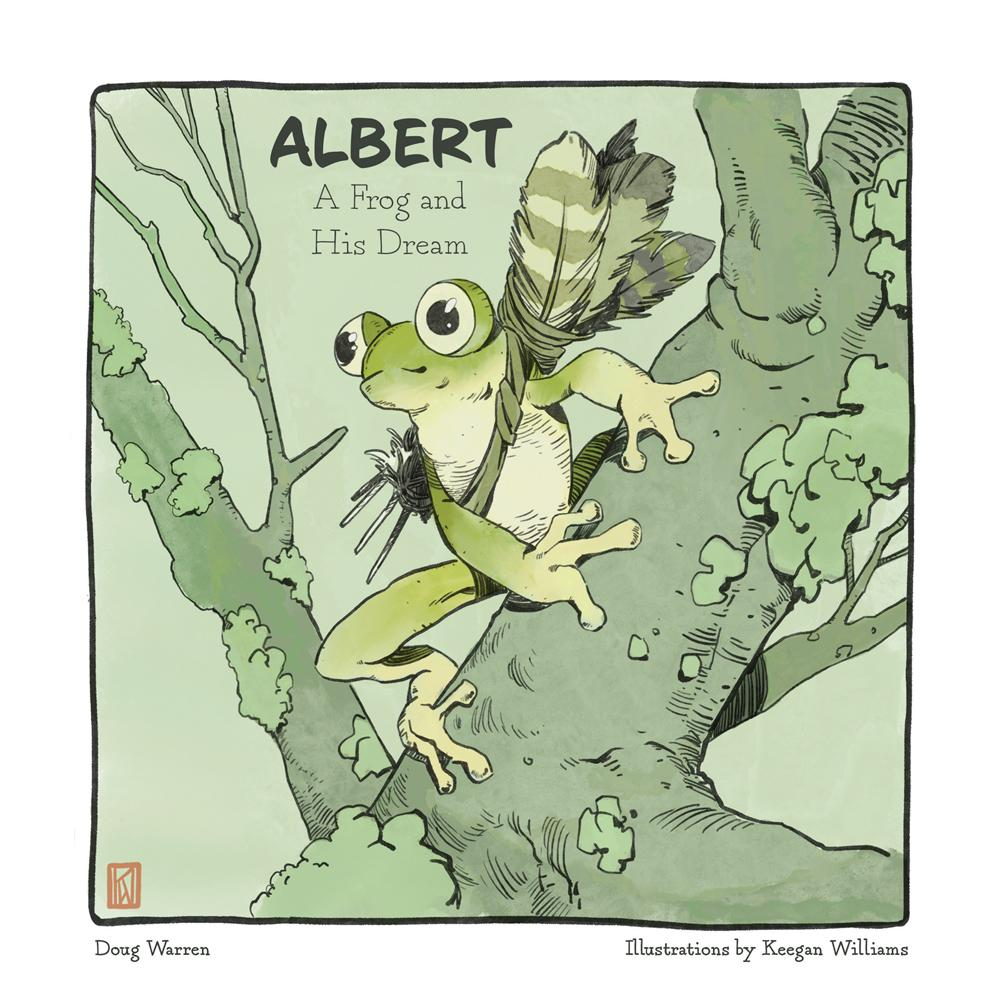 ALBERT
A Frog and
His Dream
Doug Warren
Illustrations by Keegan Williams